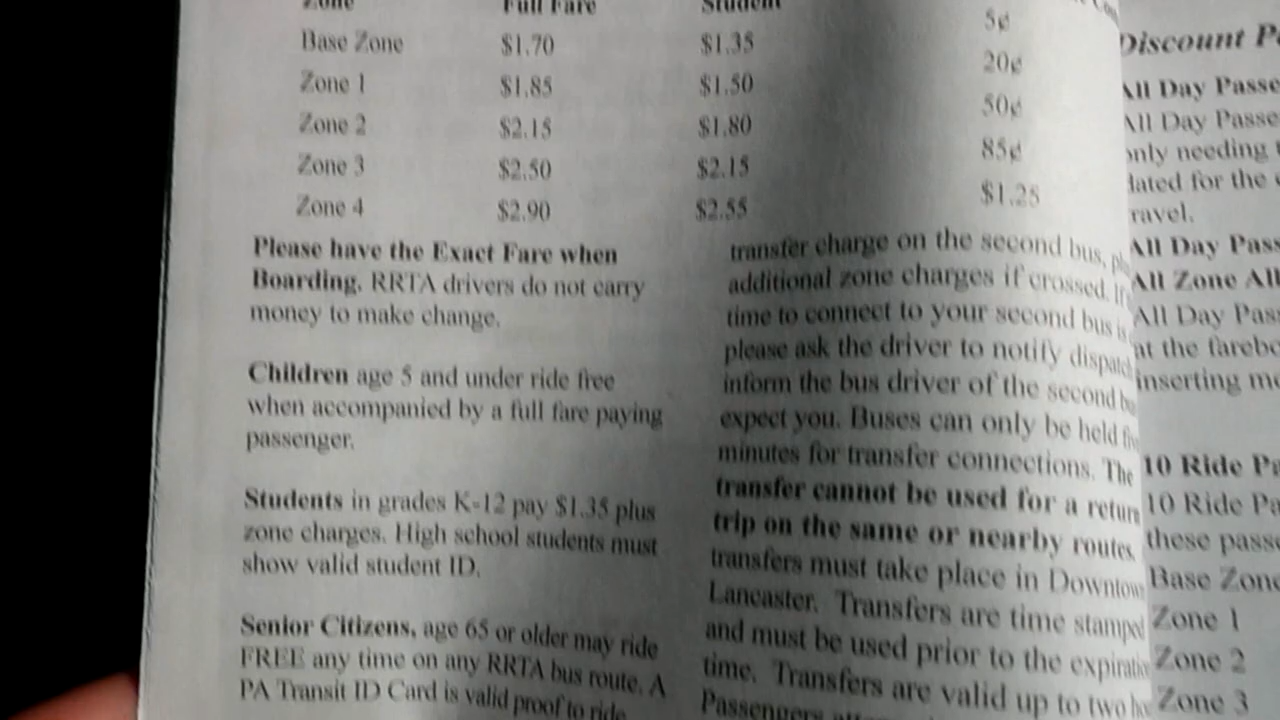 Zone Full Fare Student
Base Zone $1.70 $1.35 5¢
Zone 1 $1.85 $1.50 20¢
Zone 2 $2.15 $1.80 50¢
Zone 3 $2.50 $2.15 85¢
Zone 4 $2.90 $2.55 $1.25
Please have the Exact Fare when
Boarding. RRTA drivers do not carry
money to make change.
Children age 5 and under ride free
when accompanied by a full fare paying
passenger.
Students in grades K-12 pay $1.35 plus
zone charges. High school students must
show valid student ID.
Senior Citizens, age 65 or older may ride
FREE any time on any RRTA bus route. A
PA Transit ID Card is valid proof to ride
transfer charge on the second bus,
additional zone charges if crossed. If
time to connect to your second bus is
please ask the driver to notify
inform the bus driver of the second
expect you. Buses can only be held
minutes for transfer connections. The
transfer cannot be used for a return
trip on the same or nearby routes.
transfers must take place in
Lancaster. Transfers are time
and must be used prior to the
time. Transfers are valid up to two
Discount
All Day
All Day
only needing
for the
All Day
All Zone All
All Day
at the
inserting
10 Ride
10 Ride
these
Base Zone
Zone 1
Zone 2
Zone 3